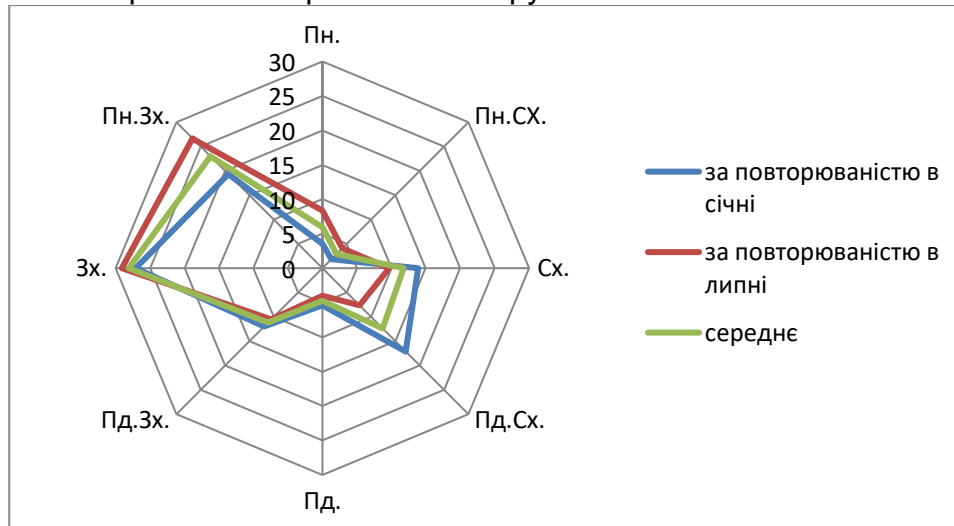 Пн.
30
25
20
15
10
5
0
Пн.СХ.
Сх.
Пд.Сх.
Пд.
Пд.Зх.
Зх.
Пн.Зх.
за повторюваністю в
січні
за повторюваністю в
липні
середнє